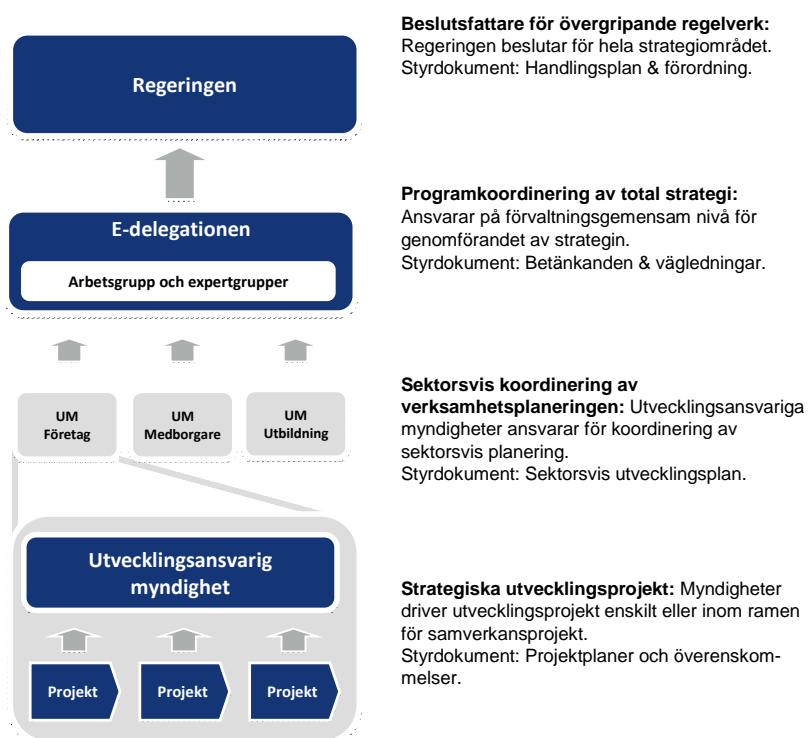 Regeringen
Beslutsfattare för övergripande regelverk:
Regeringen beslutar för hela strategiområdet.
Styrdokument: Handlingsplan & förordning.
E-delegationen
Arbetsgrupp och expertgrupper
Programkoordinering av total strategi:
Ansvarar på förvaltningsgemensam nivå för
genomförandet av strategin.
Styrdokument: Betänkanden & vägledningar.
UM
Företag
UM
Medborgare
UM
Utbildning
Sektorsvis koordinering av
verksamhetsplaneringen: Utvecklingsansvariga
myndigheter ansvarar för koordinering av
sektorsvis planering.
Styrdokument: Sektorsvis utvecklingsplan.
Utvecklingsansvarig
myndighet
Projekt
Projekt
Projekt
Strategiska utvecklingsprojekt: Myndigheter
driver utvecklingsprojekt enskilt eller inom ramen
för samverkansprojekt.
Styrdokument: Projektplaner och överenskom-
melser.